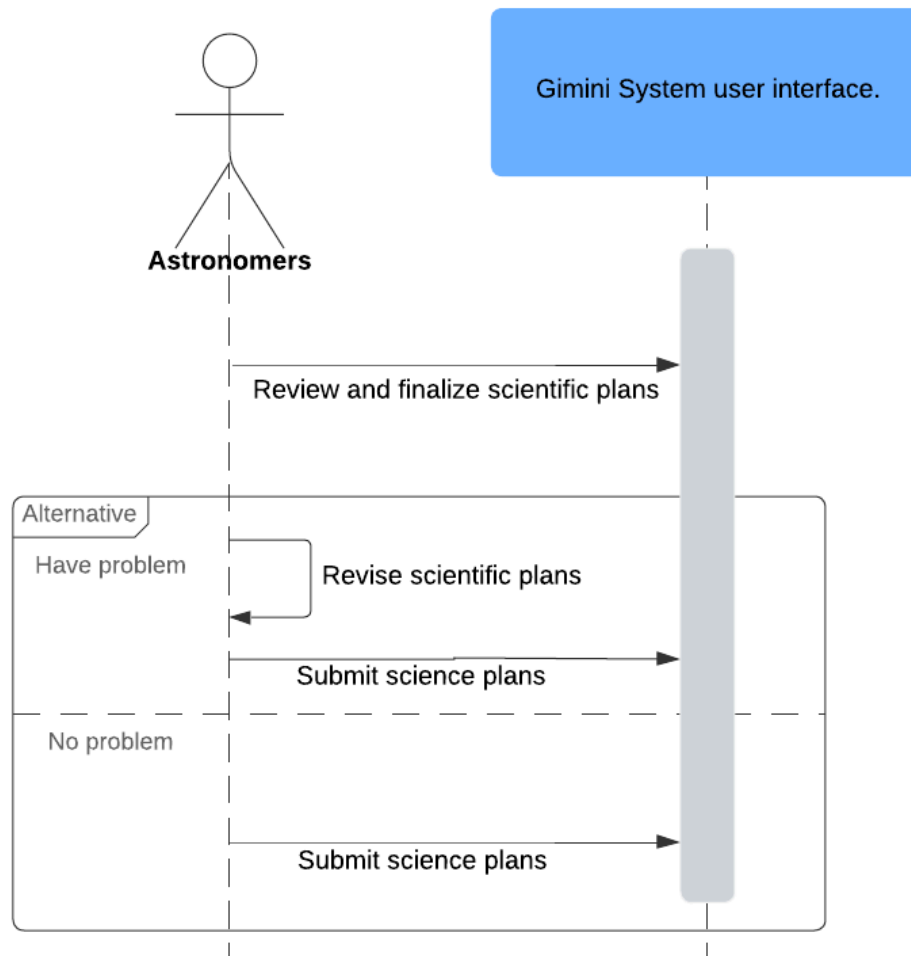 Gimini System user interface.
Astronomers
Review and finalize scientific plans
Alternative
Have problem
Revise scientific plans
Submit science plans
No problem
Submit science plans